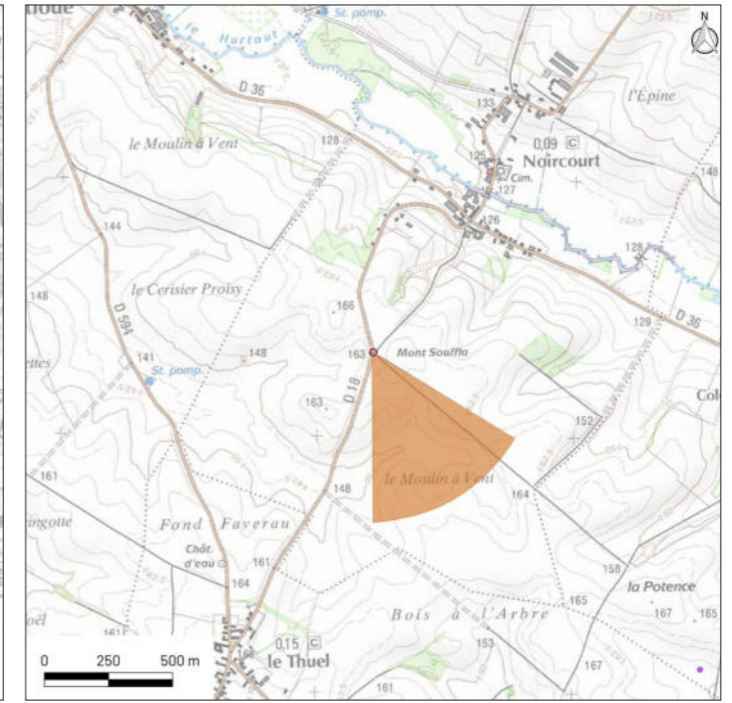 St. pomp.
N
le Hurtaut
D 36
133
l'Épine
le Moulin à Vent
128
0,09 C
125
Noircourt
148
Cim.
127
126
144
128
le Cerisier Proisy
148
166
D 36
D 594
129
163
Mont Souffla
141
148
St. pomp.
D 18
163
152
161
le Moulin à Vent
148
164
Fond Faverau
Chât.
d'eau
161
158
164
la Potence
165
167
165
Bois à l'Arbre
161
0,15 C
153
le Thuel
167
0 250 500 m
161